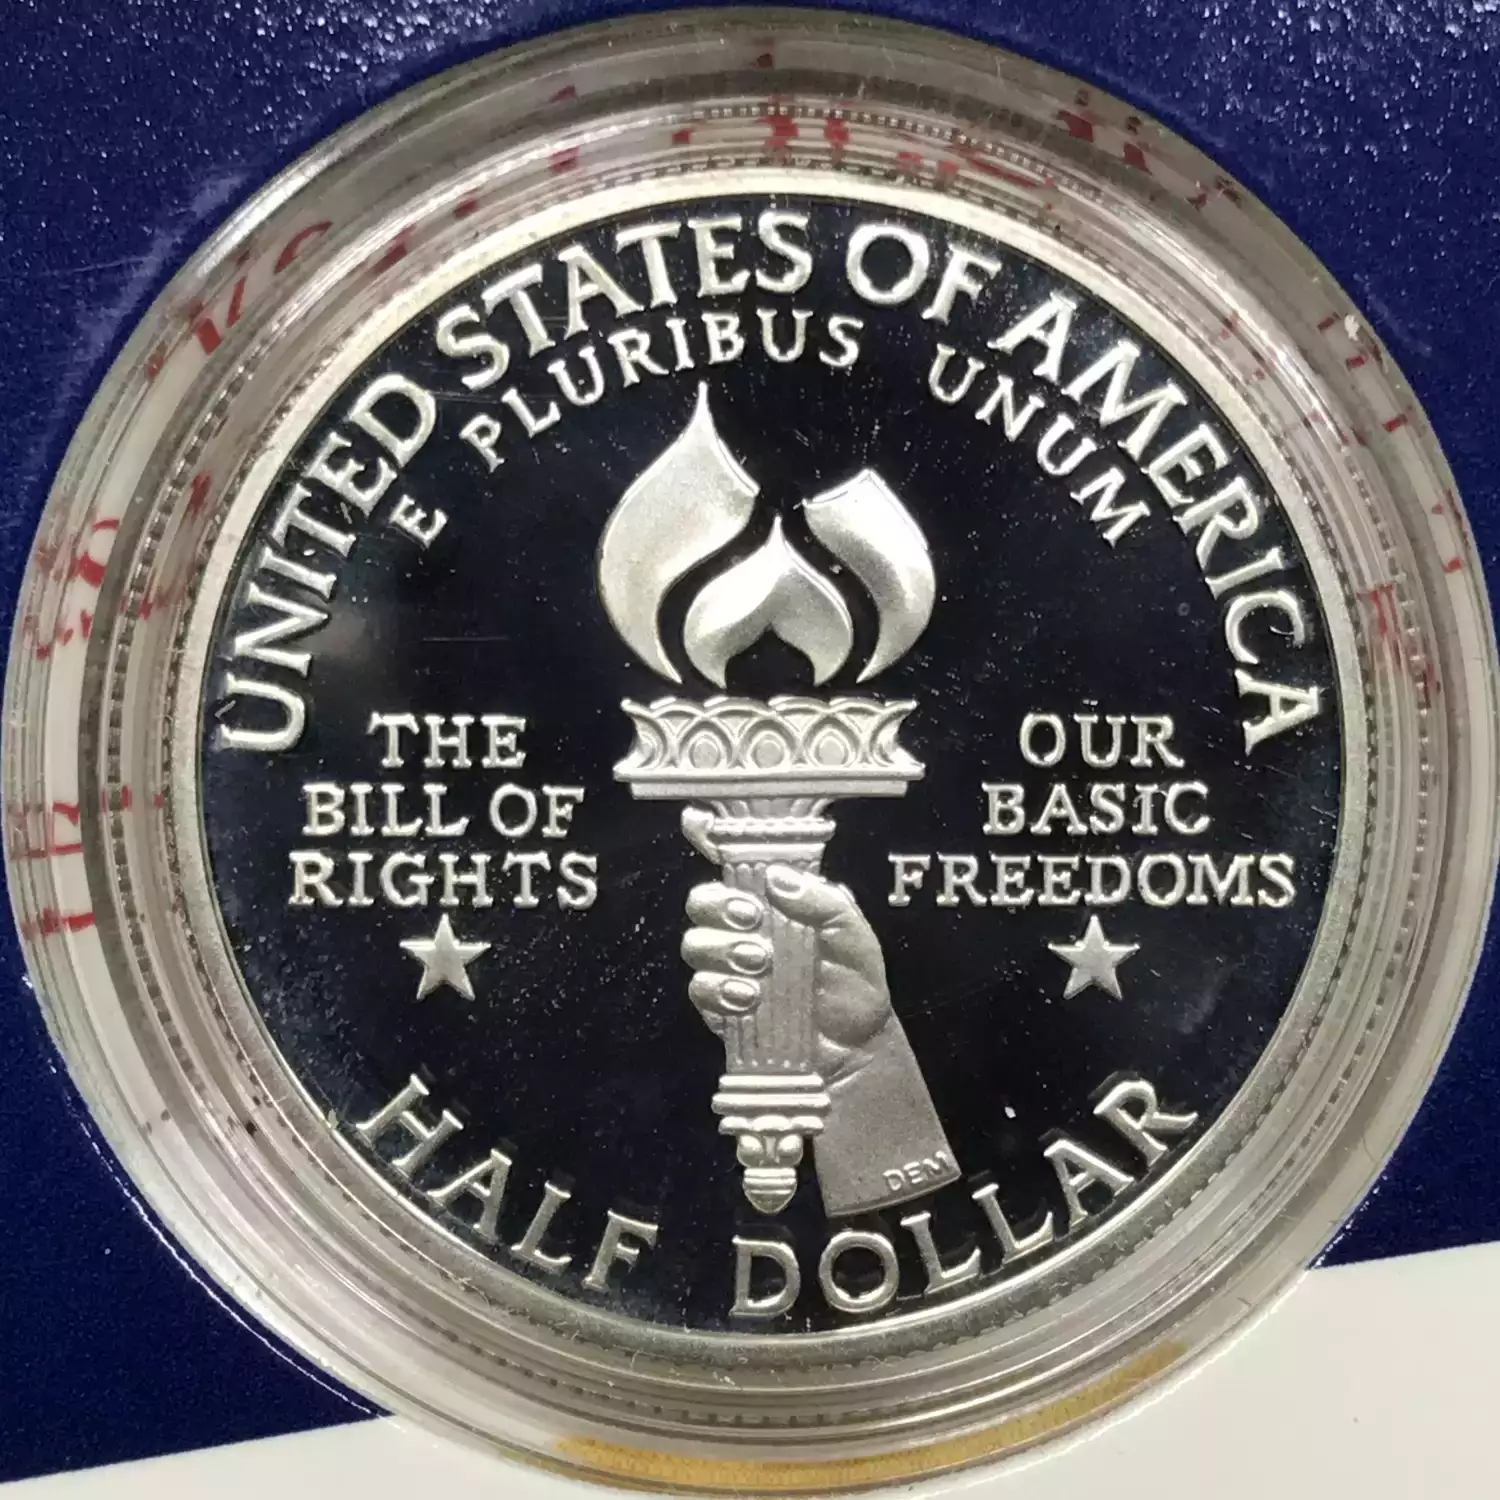 UNITED STATES OF AMERICA
E PLURIBUS UNUM
THE
BILL OF
RIGHTS
OUR
BASIC
FREEDOMS
DEM
HALF DOLLAR